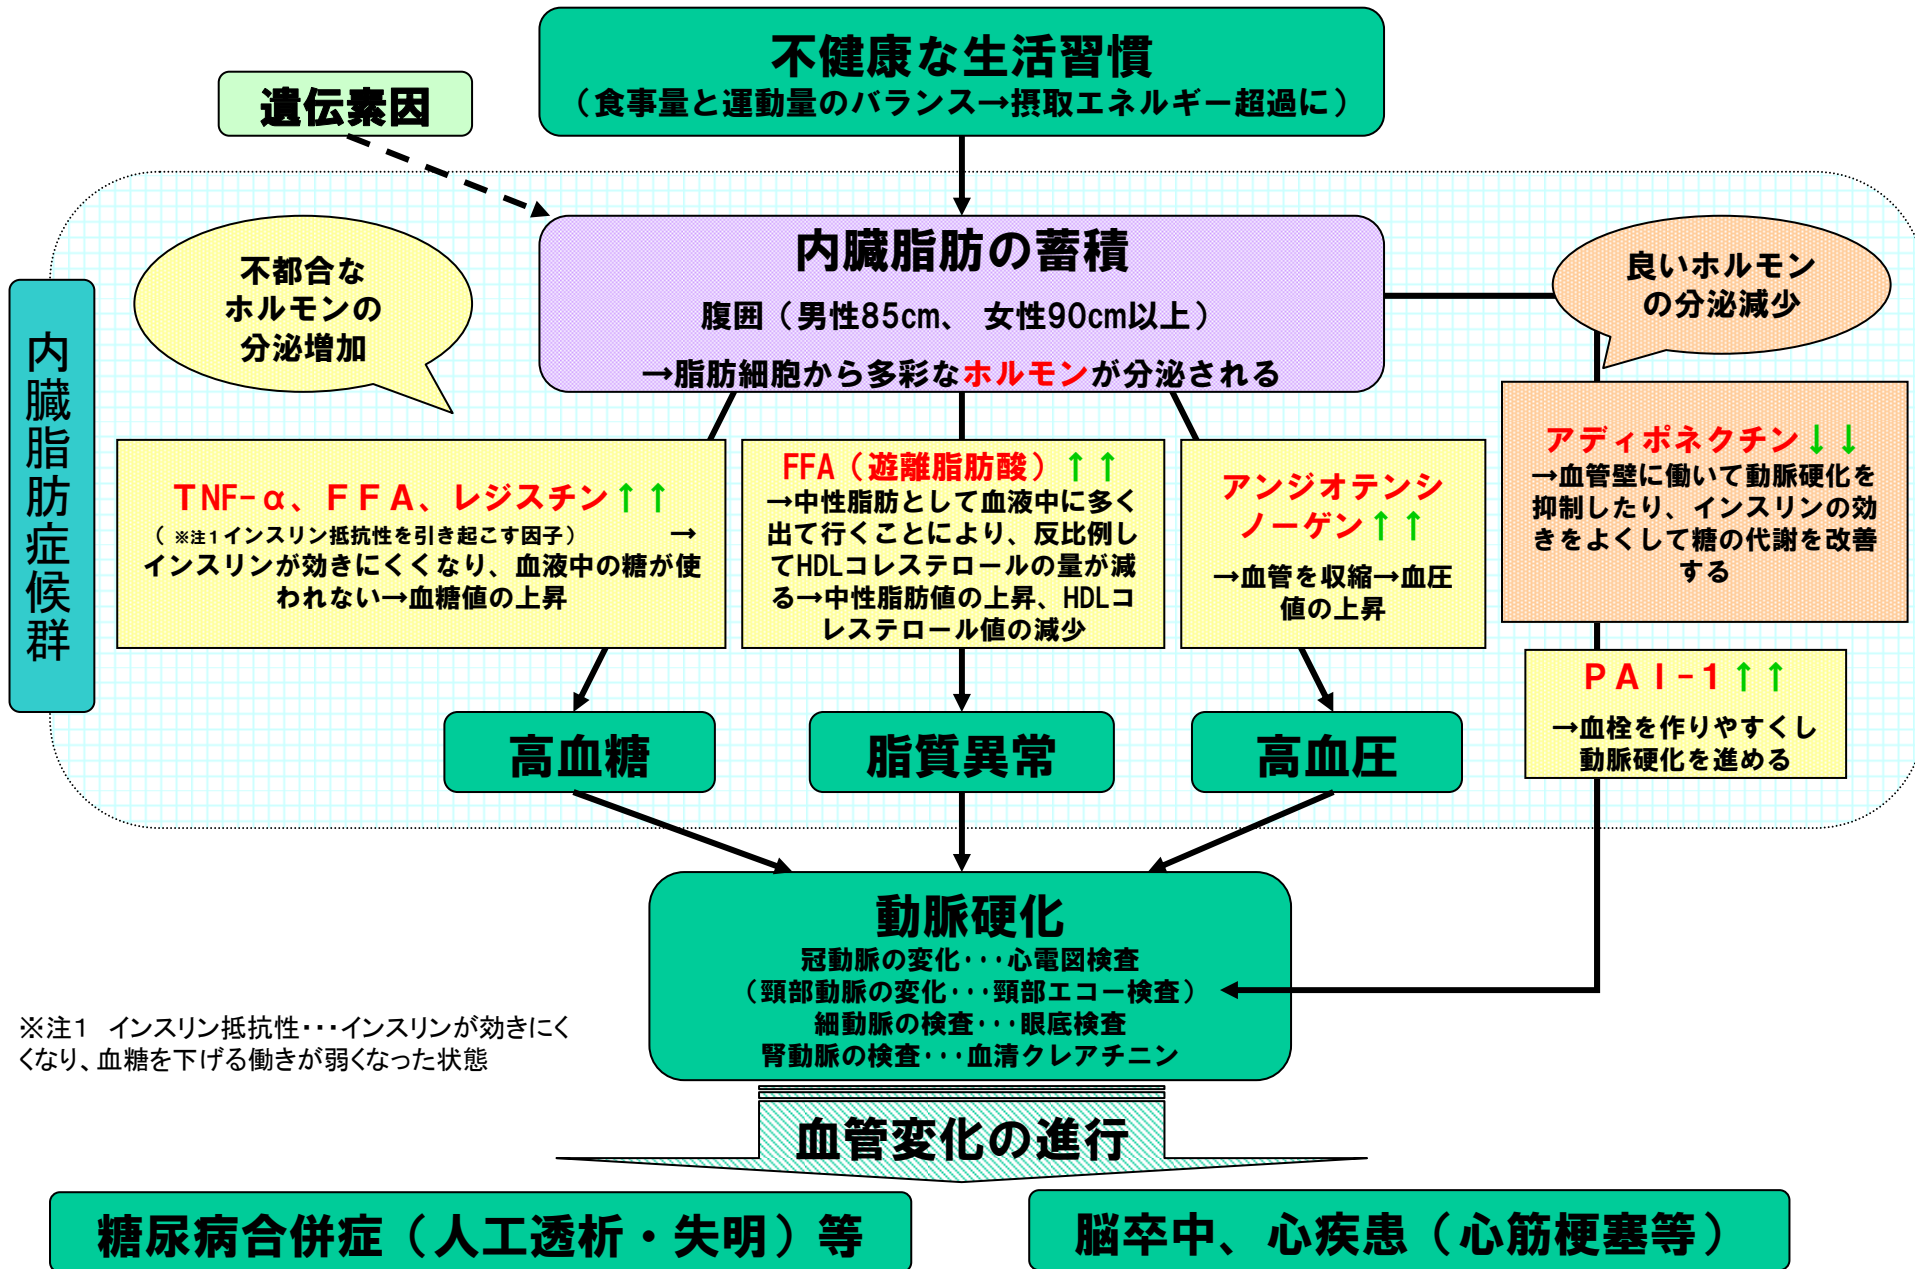 不健康な生活習慣
（食事量と運動量のバランス→摂取エネルギー超過に）
遺伝素因
内臓脂肪症候群
不都合な
ホルモンの
分泌増加
内臓脂肪の蓄積
腹囲（男性85cm、 女性90cm以上）
→脂肪細胞から多彩なホルモンが分泌される
良いホルモン
の分泌減少
ＴNF-α、ＦＦＡ、レジスチン↑↑
（ ※注1 インスリン抵抗性を引き起こす因子） →
インスリンが効きにくくなり、血液中の糖が使
われない→血糖値の上昇
FFA（遊離脂肪酸）↑↑
→中性脂肪として血液中に多く
出て行くことにより、反比例し
てHDLコレステロールの量が減
る→中性脂肪値の上昇、HDLコ
レステロール値の減少
アンジオテンシ
ノーゲン↑↑
→血管を収縮→血圧
値の上昇
アディポネクチン↓↓
→血管壁に働いて動脈硬化を
抑制したり、インスリンの効
きをよくして糖の代謝を改善
する
ＰＡＩ-１↑↑
→血栓を作りやすくし
動脈硬化を進める
高血糖
脂質異常
高血圧
動脈硬化
冠動脈の変化･･･心電図検査
（頸部動脈の変化･･･頸部エコー検査）
細動脈の検査･･･眼底検査
腎動脈の検査･･･血清クレアチニン
※注１　インスリン抵抗性･･･インスリンが効きにく
くなり、血糖を下げる働きが弱くなった状態
血管変化の進行
糖尿病合併症（人工透析・失明）等
脳卒中、心疾患（心筋梗塞等）